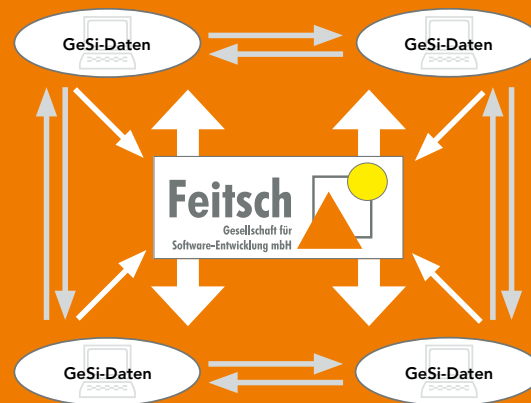 GeSi-Daten
GeSi-Daten
Feitsch
Gesellschaft für
Software-Entwicklung mbH
GeSi-Daten
GeSi-Daten